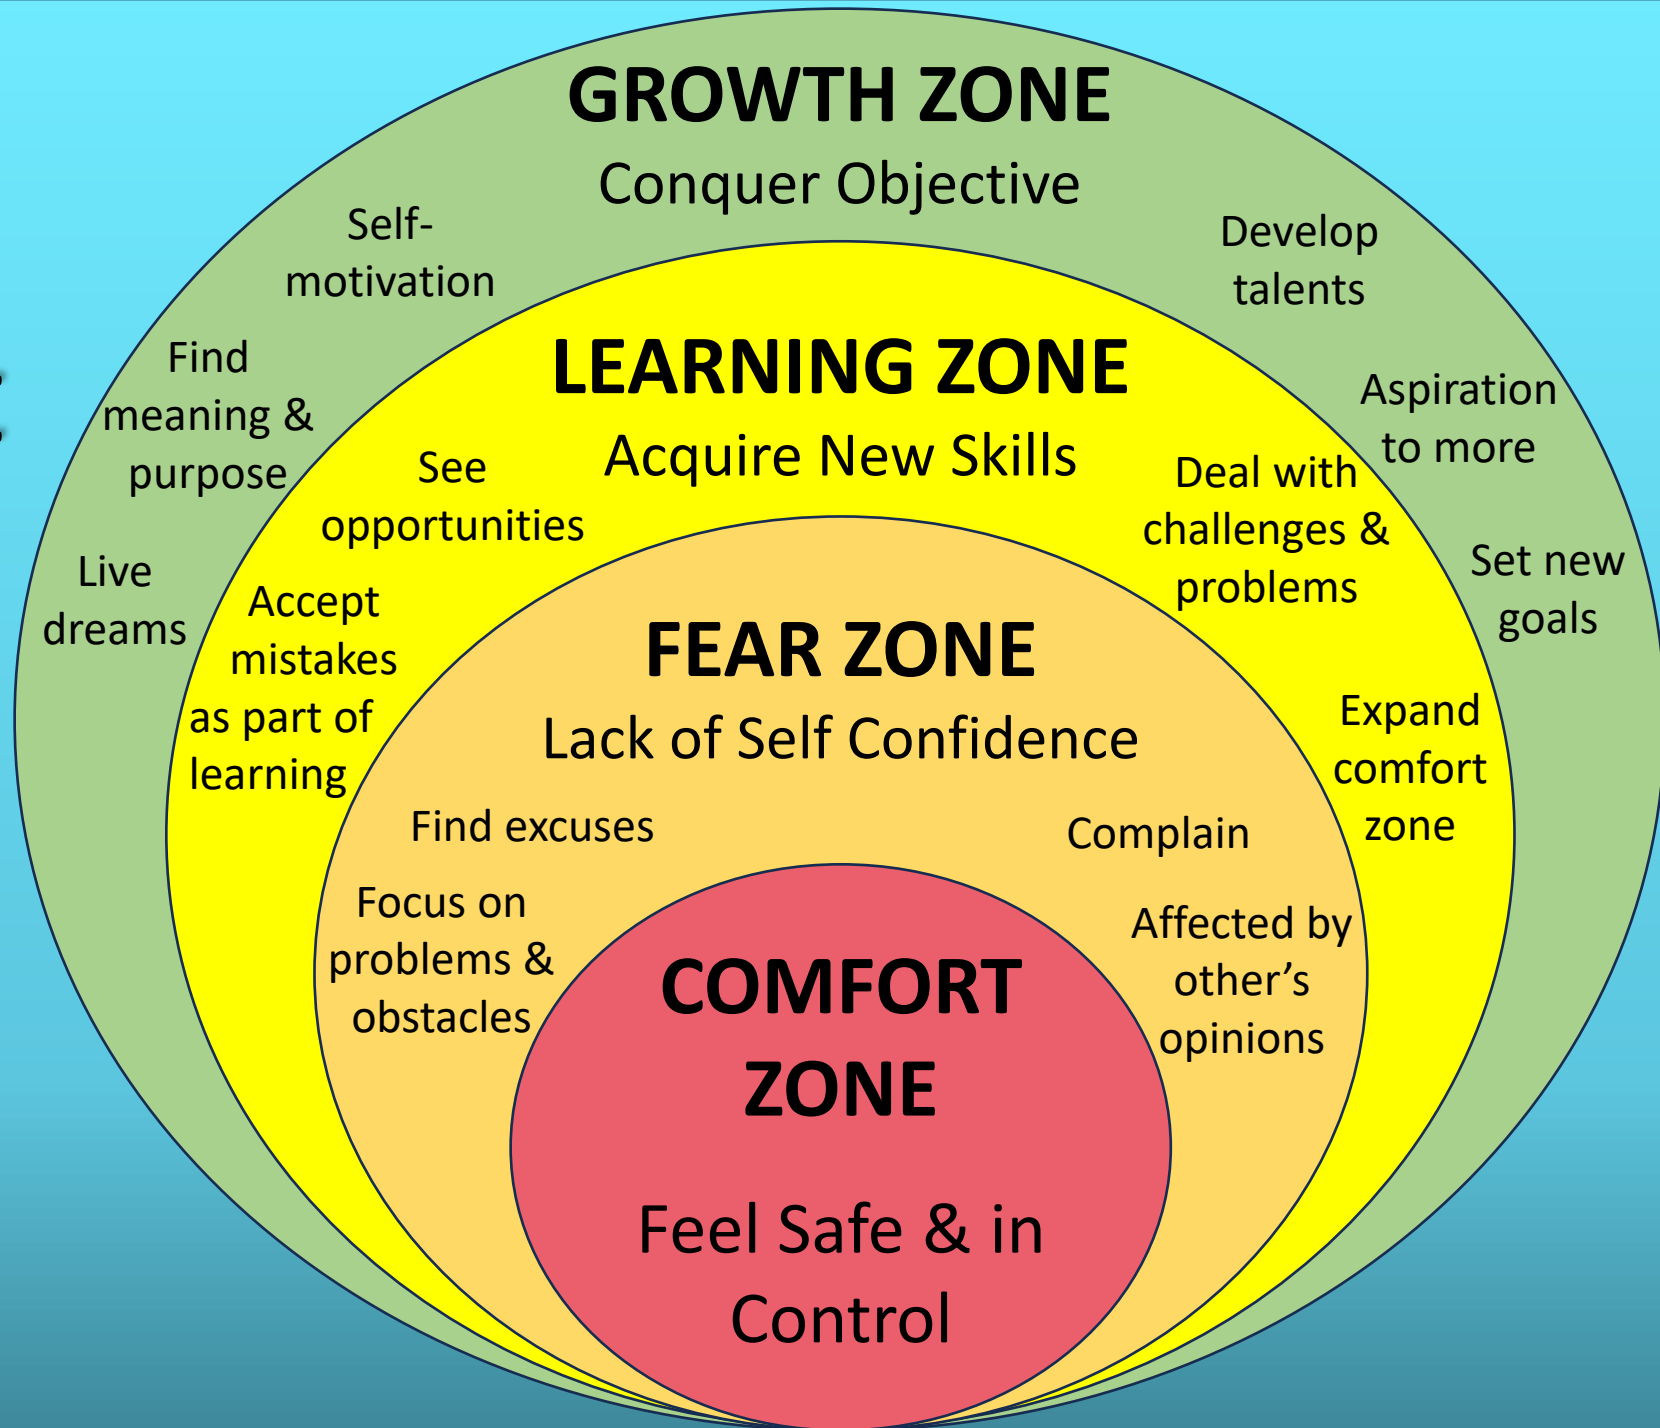 GROWTH ZONE
Conquer Objective
Self-
motivation
Find
meaning &
purpose
Live
dreams
Develop
talents
Aspiration
to more
Set new
goals
LEARNING ZONE
Acquire New Skills
See
opportunities
Accept
mistakes
as part of
learning
Deal with
challenges &
problems
Expand
comfort
zone
FEAR ZONE
Lack of Self Confidence
Find excuses
Focus on
problems &
obstacles
Complain
Affected by
other’s
opinions
COMFORT
ZONE
Feel Safe & in
Control